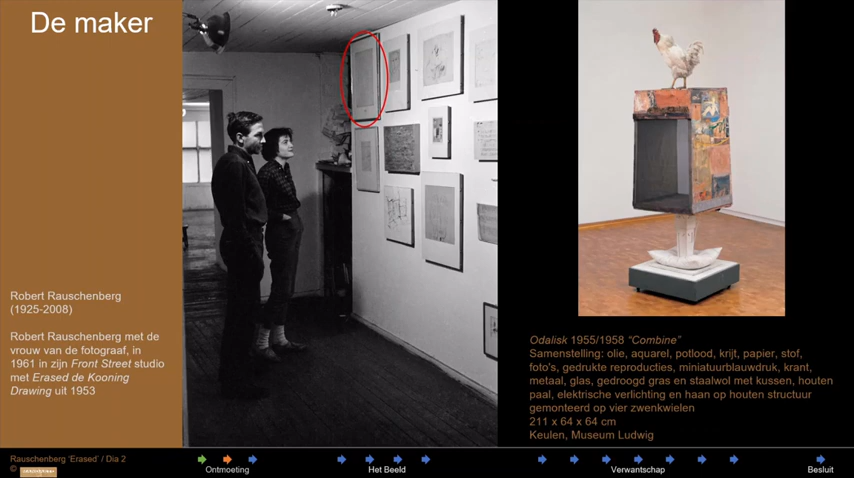 De maker
Robert Rauschenberg
(1925-2008)
Robert Rauschenberg met de
vrouw van de fotograaf, in
1961 in zijn Front Street studio
met Erased de Kooning
Drawing uit 1953
Odalisk 1955/1958 "Combine"
Samenstelling: olie, aquarel, potlood, krijt, papier, stof,
foto's, gedrukte reproducties, miniatuurblauwdruk, krant,
metaal, glas, gedroogd gras en staalwol met kussen, houten
paal, elektrische verlichting en haan op houten structuur
gemonteerd op vier zwenkwielen
211 x 64 x 64 cm
Keulen, Museum Ludwig
Rauschenberg 'Erased' / Dia 2
©
Ontmoeting
Het Beeld
Verwantschap
Besluit